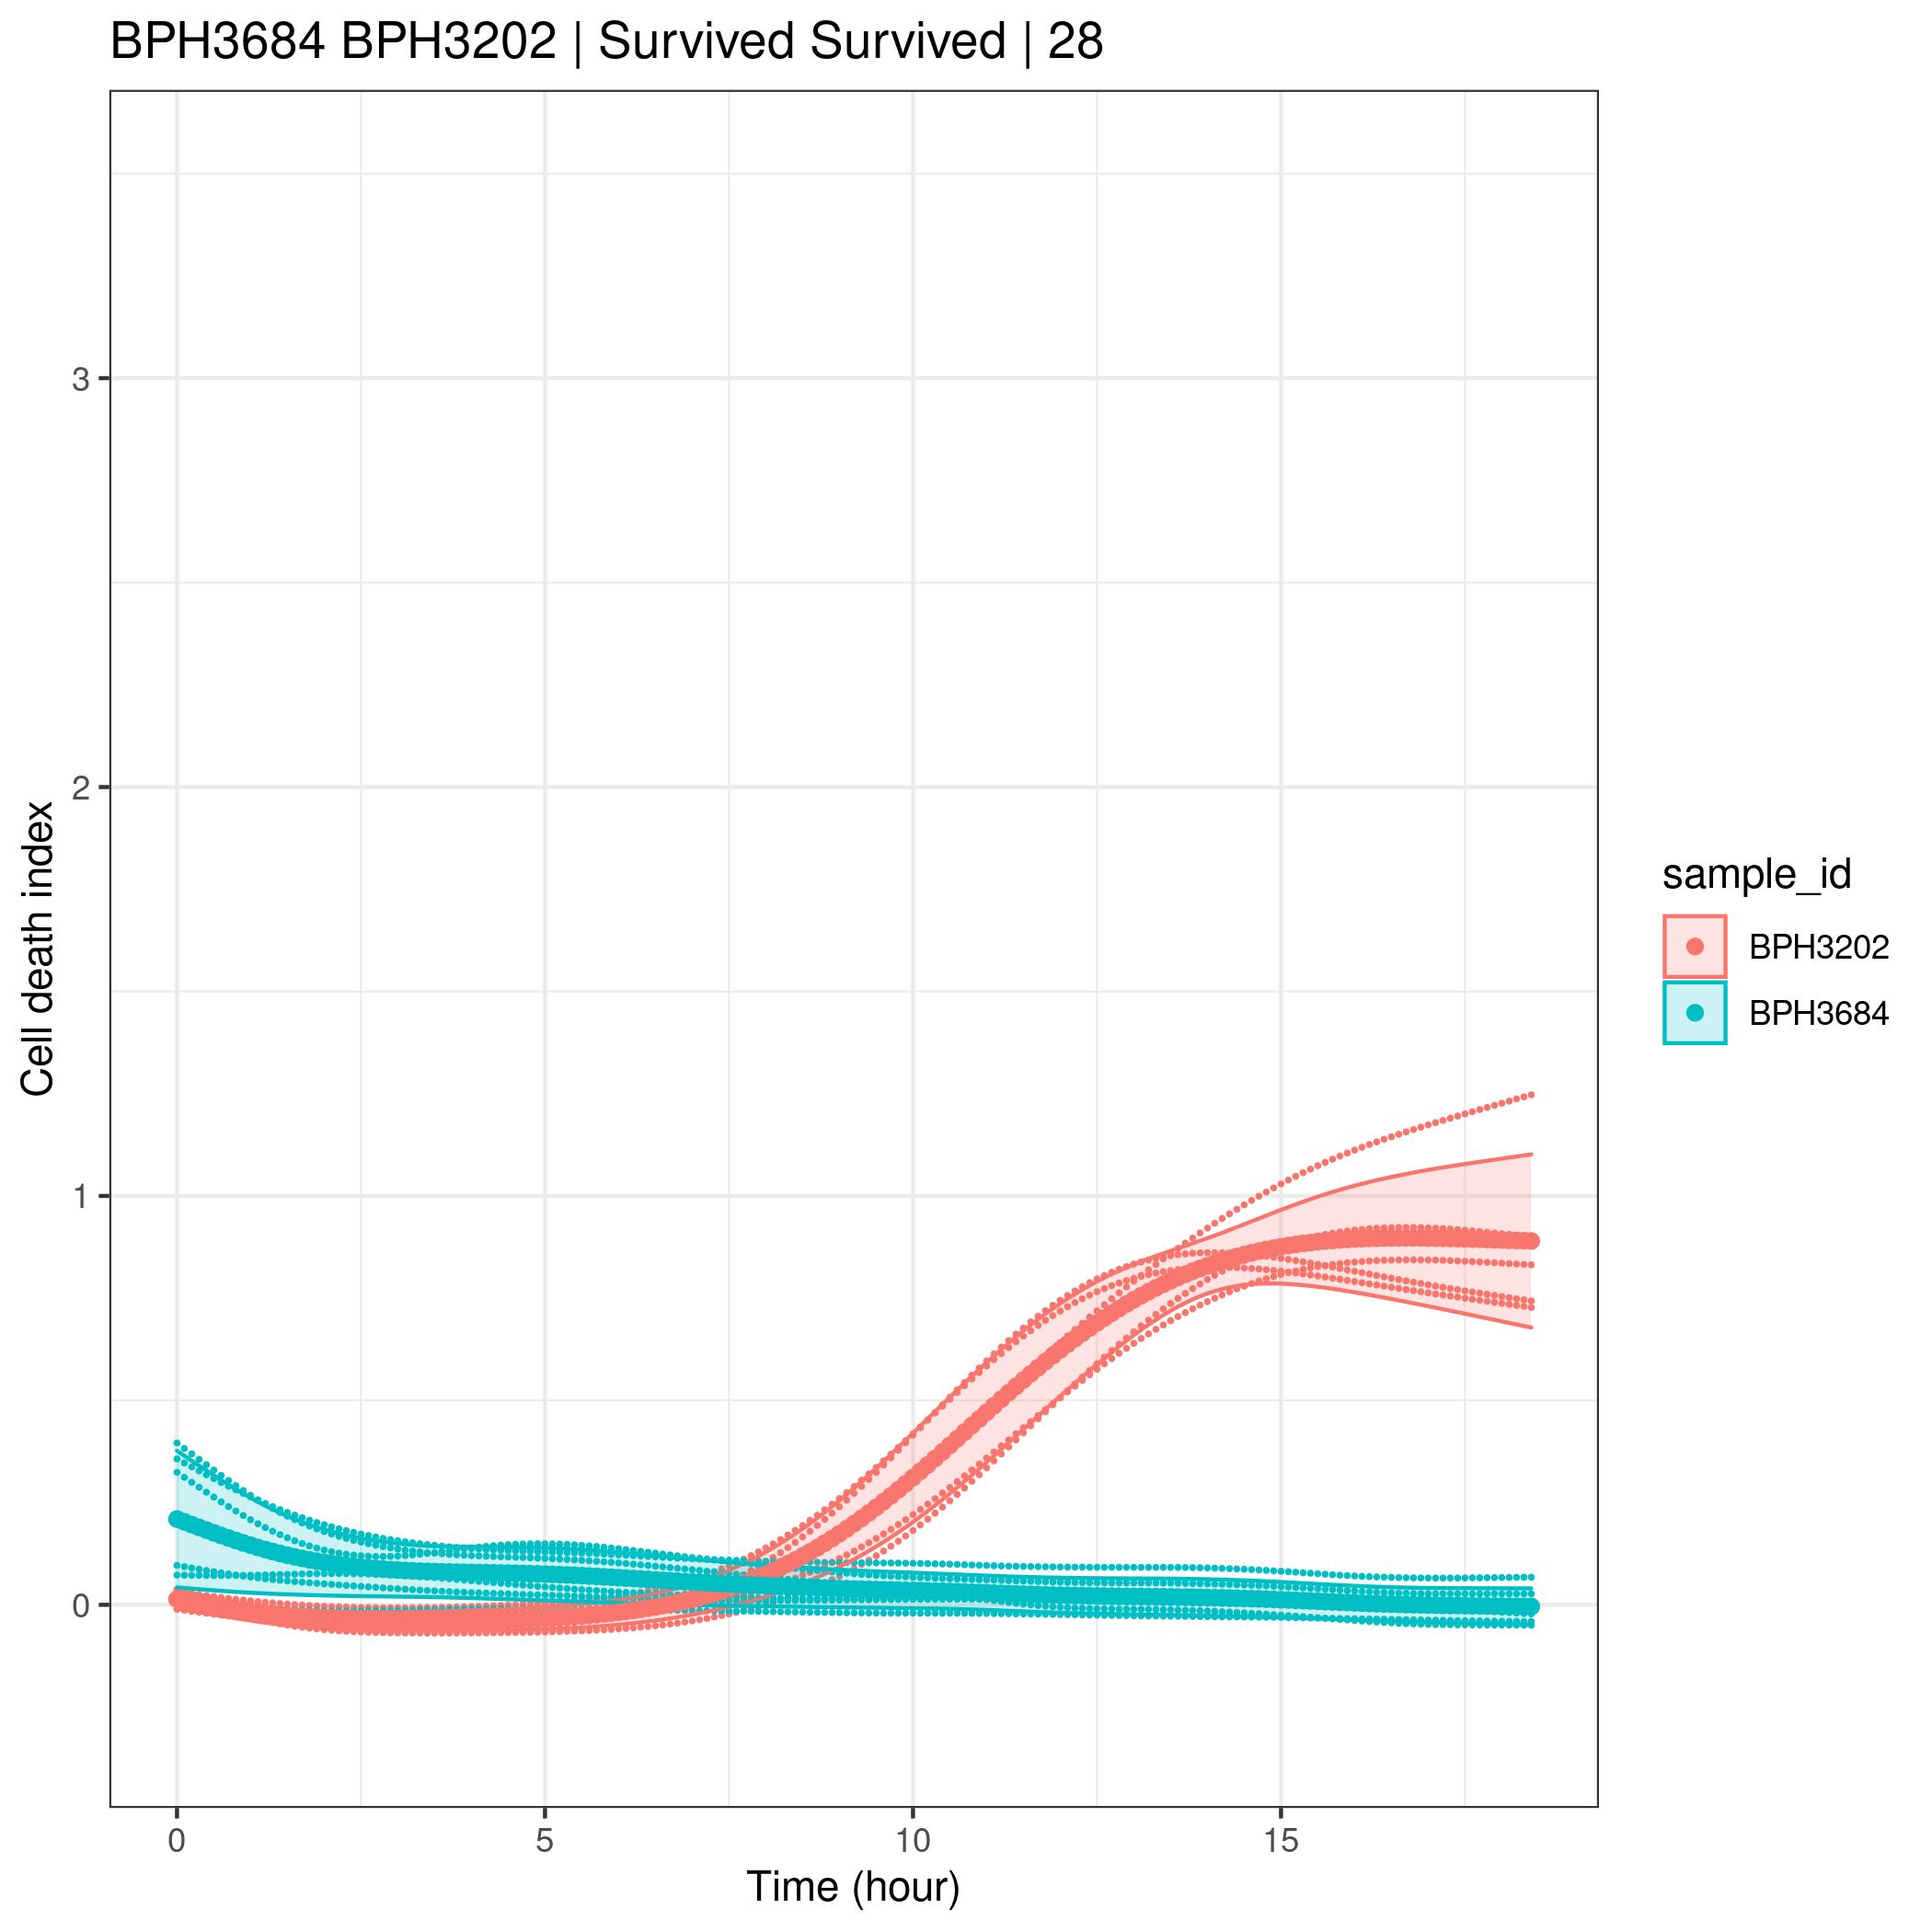 BPH3684 BPH3202 | Survived Survived | 28
3
2
1
0
Cell death index
0 5 10 15
Time (hour)
sample_id
BPH3202
BPH3684